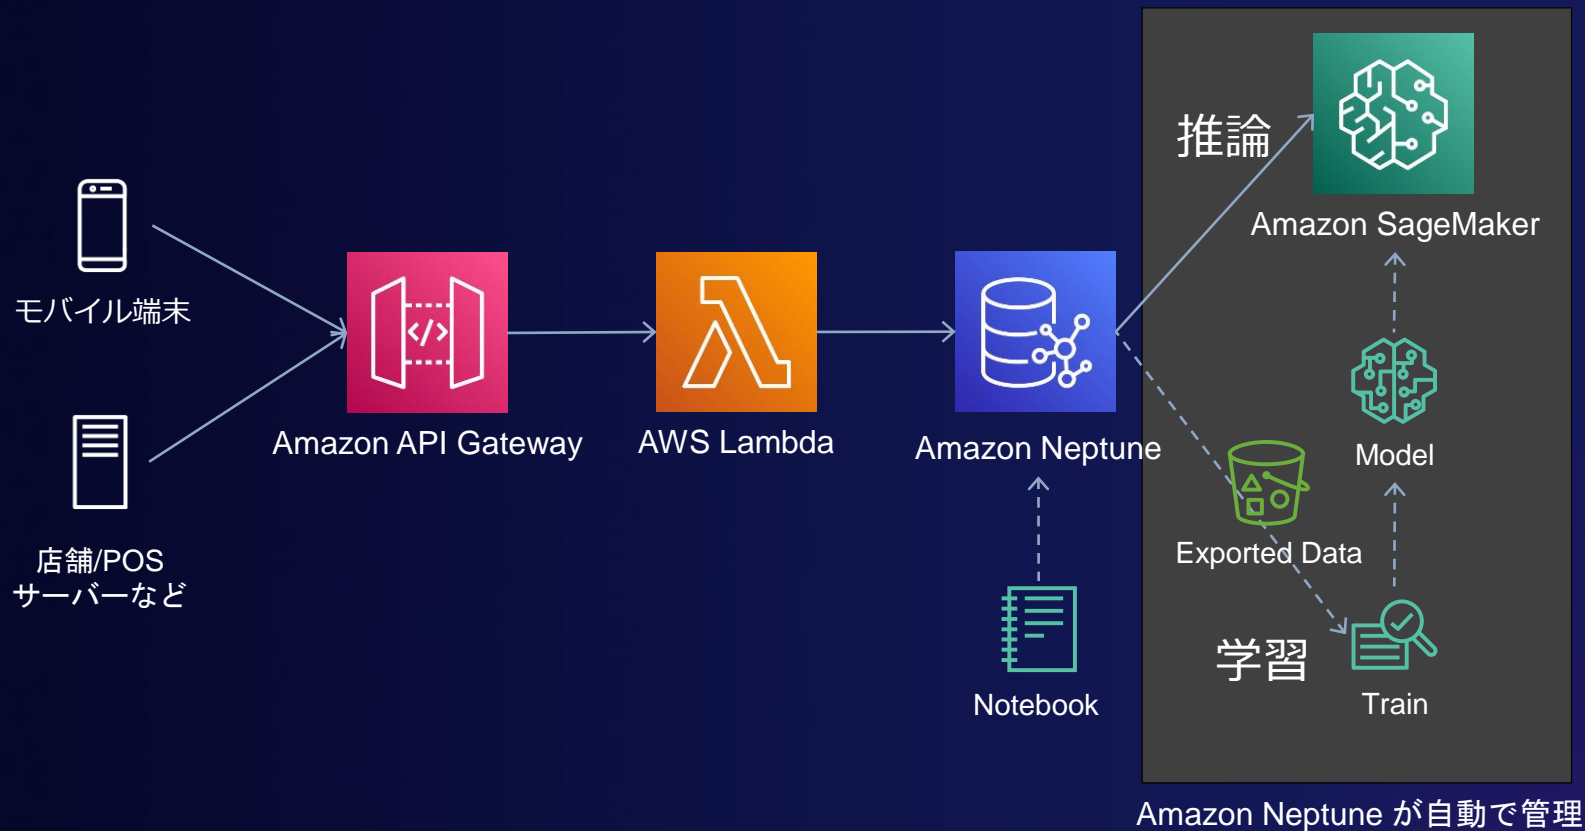 推論
Amazon SageMaker
モバイル端末
</>
Amazon API Gateway
AWS Lambda
Amazon Neptune
Model
Exported Data
店舗/POS
サーバーなど
学習
Notebook
Train
Amazon Neptune が自動で管理